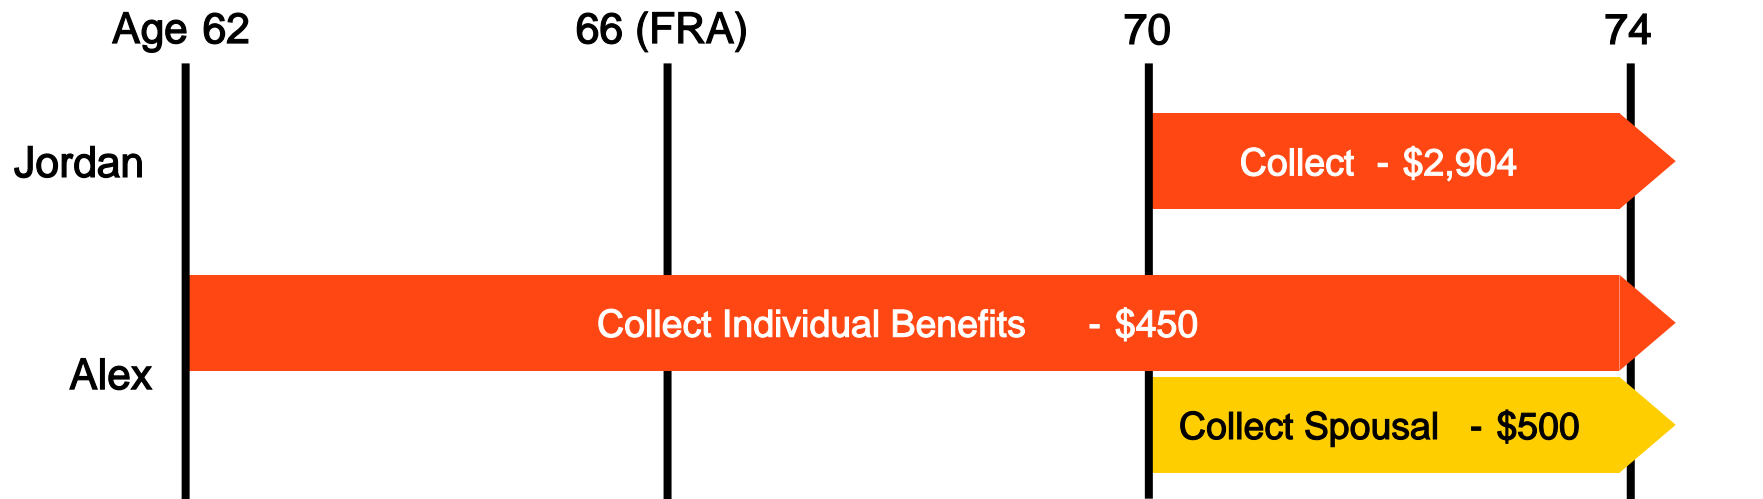 Age 62 66 (FRA) 70 74
Jordan Collect - $2,904
Collect Individual Benefits - $450
Alex
Collect Spousal - $500